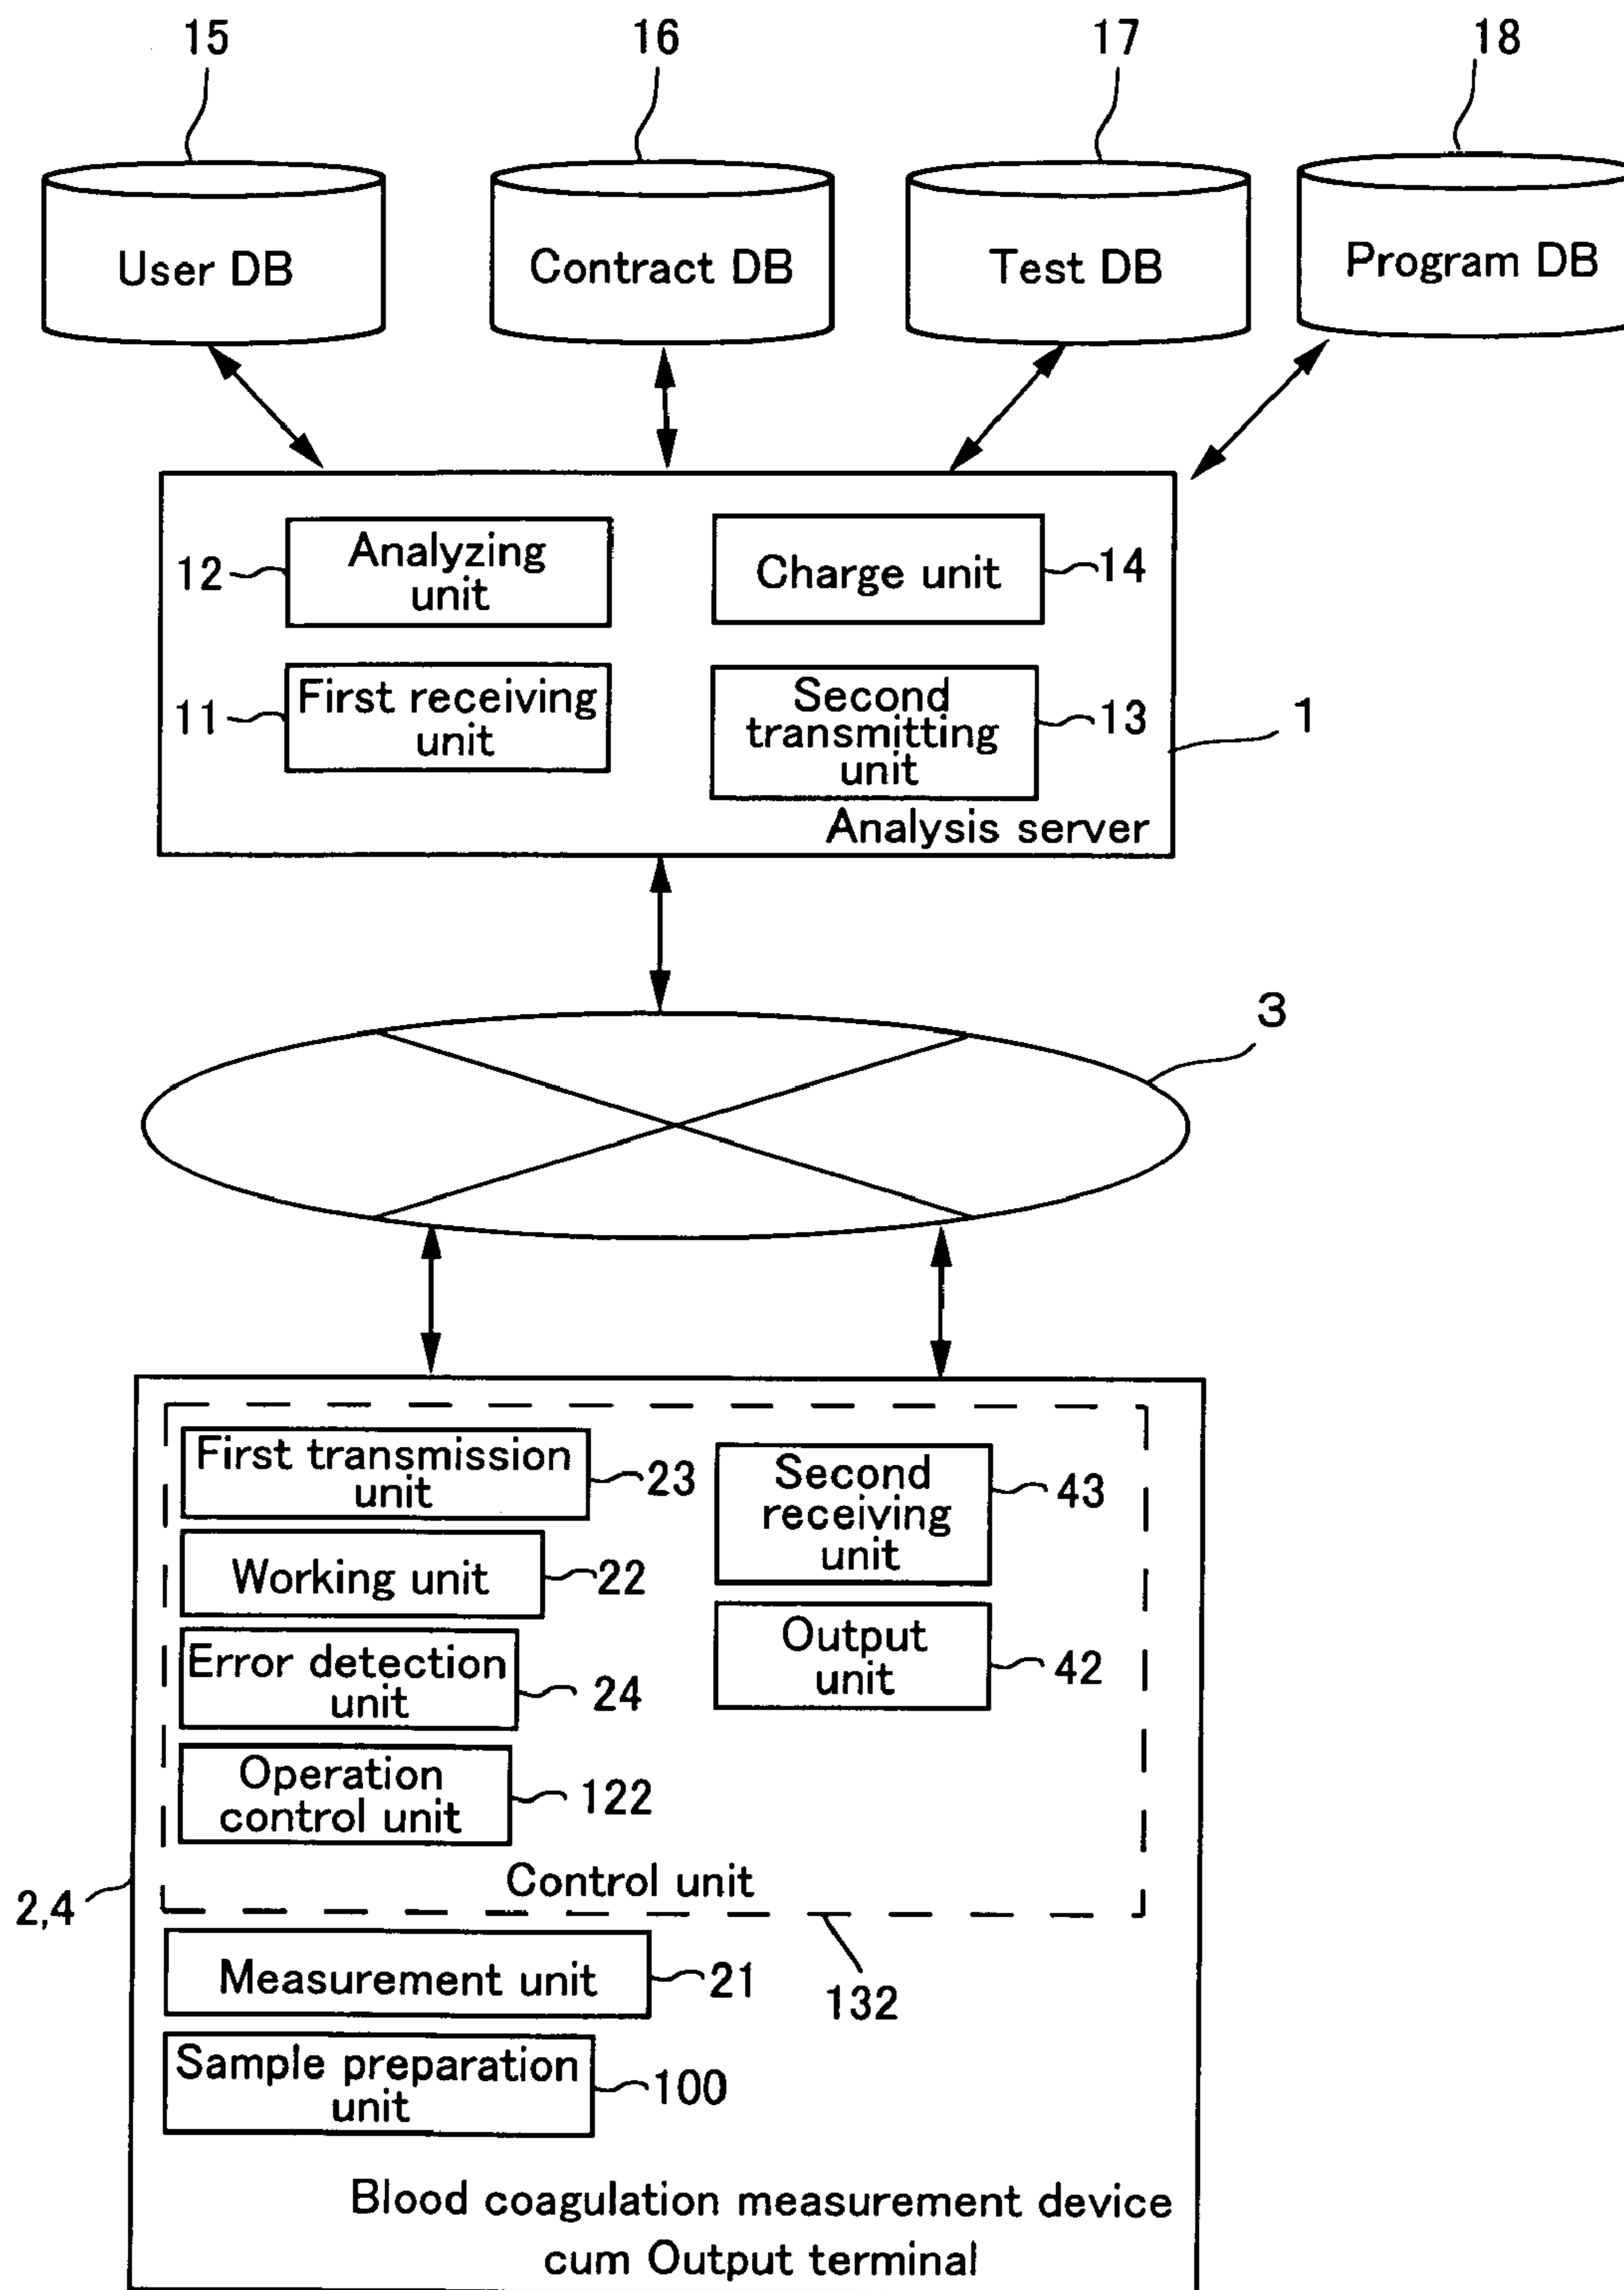 15
16
17
18
User DB
Contract DB
Test DB
Program DB
12
Analyzing
unit
Charge unit
14
11
First receiving
unit
Second
transmitting
unit
13
1
Analysis server
3
First transmission
unit
23
Second
receiving
unit
43
Working unit
22
Output
unit
42
Error detection
unit
24
Operation
control unit
122
Control unit
2,4
132
Measurement unit
21
Sample preparation
unit
100
Blood coagulation measurement device
cum Output terminal